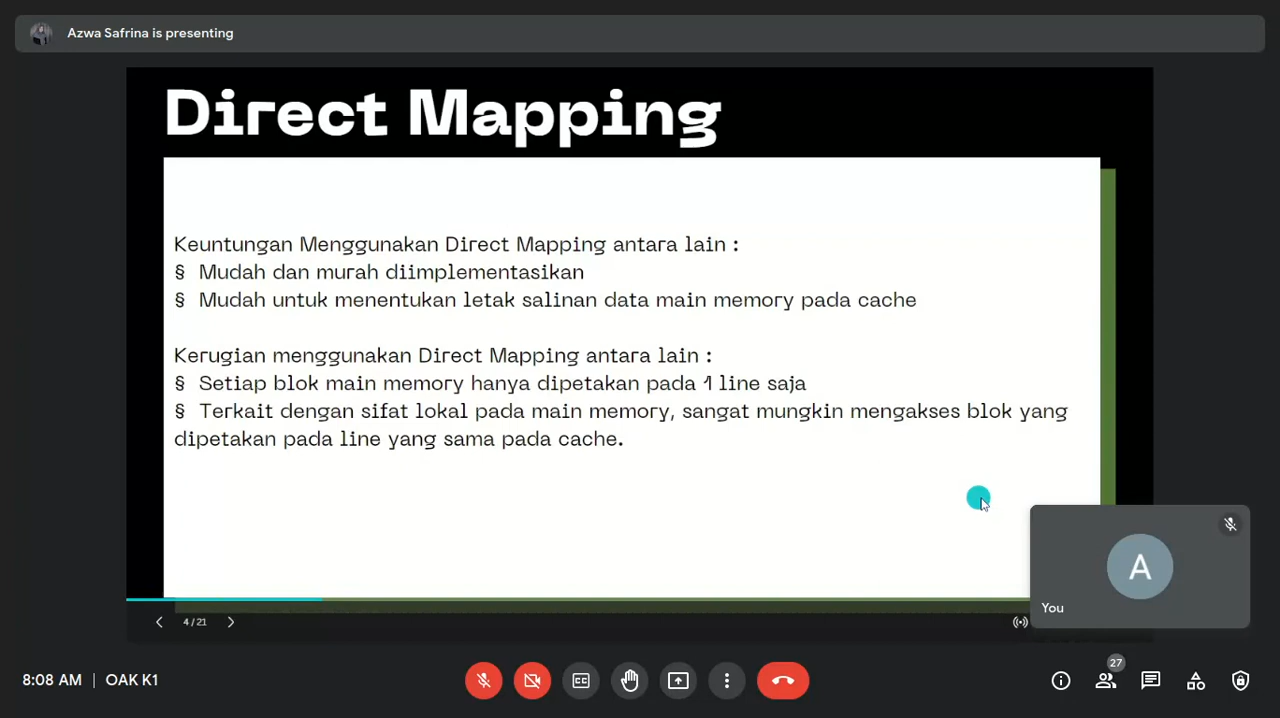 Azwa Safrina is presenting
Direct Mapping
Keuntungan Menggunakan Direct Mapping antara lain :
§ Mudah dan murah diimplementasikan
§ Mudah untuk menentukan letak salinan data main memory pada cache
Kerugian menggunakan Direct Mapping antara lain :
§ Setiap blok main memory hanya dipetakan pada 1 line saja
§ Terkait dengan sifat lokal pada main memory, sangat mungkin mengakses blok yang
dipetakan pada line yang sama pada cache.
A
You
4 / 21
8:08 AM | OAK K1
CC
27